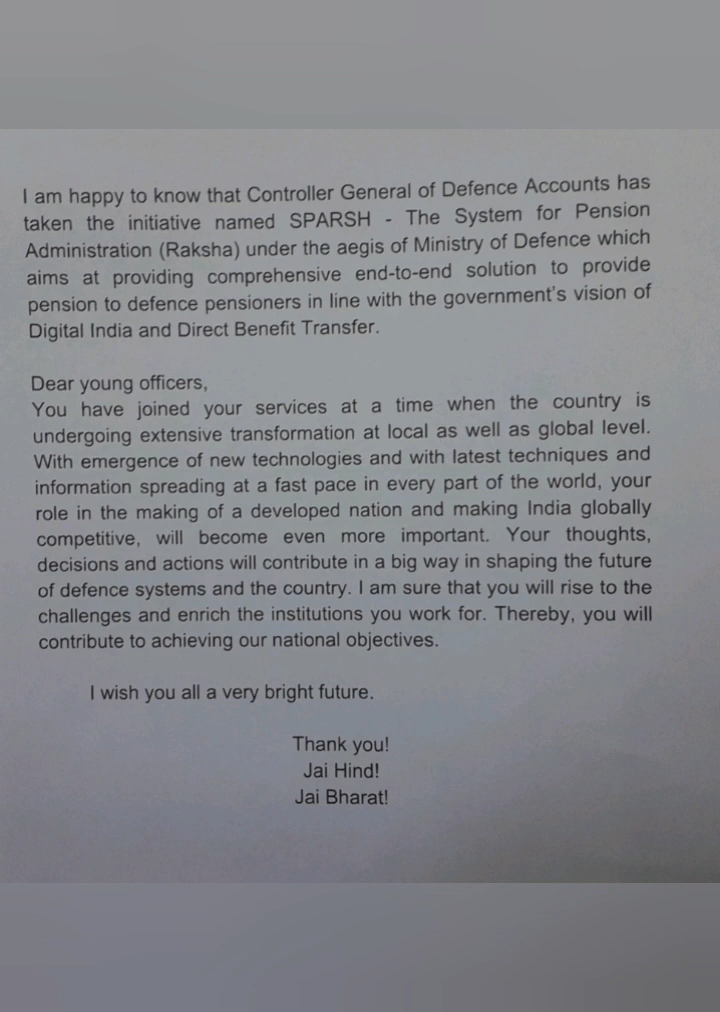 I am happy to know that Controller General of Defence Accounts has
taken the initiative named SPARSH - The System for Pension
Administration (Raksha) under the aegis of Ministry of Defence which
aims at providing comprehensive end-to-end solution to provide
pension to defence pensioners in line with the government's vision of
Digital India and Direct Benefit Transfer.
Dear young officers,
You have joined your services at a time when the country is
undergoing extensive transformation at local as well as global level.
With emergence of new technologies and with latest techniques and
information spreading at a fast pace in every part of the world, your
role in the making of a developed nation and making India globally
competitive, will become even more important. Your thoughts,
decisions and actions will contribute in a big way in shaping the future
of defence systems and the country. I am sure that you will rise to the
challenges and enrich the institutions you work for. Thereby, you will
contribute to achieving our national objectives.
I wish you all a very bright future.
Thank you!
Jai Hind!
Jai Bharat!